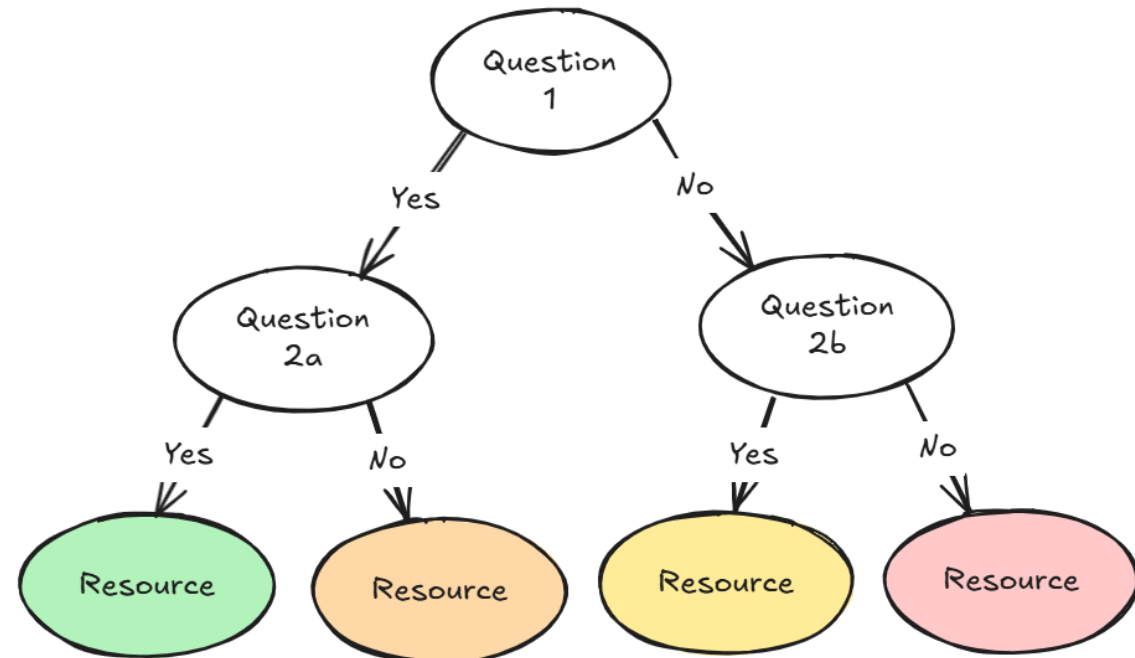 Question
1
Yes
No
Question
2a
Question
2b
Yes
No
Yes
No
Resource
Resource
Resource
Resource